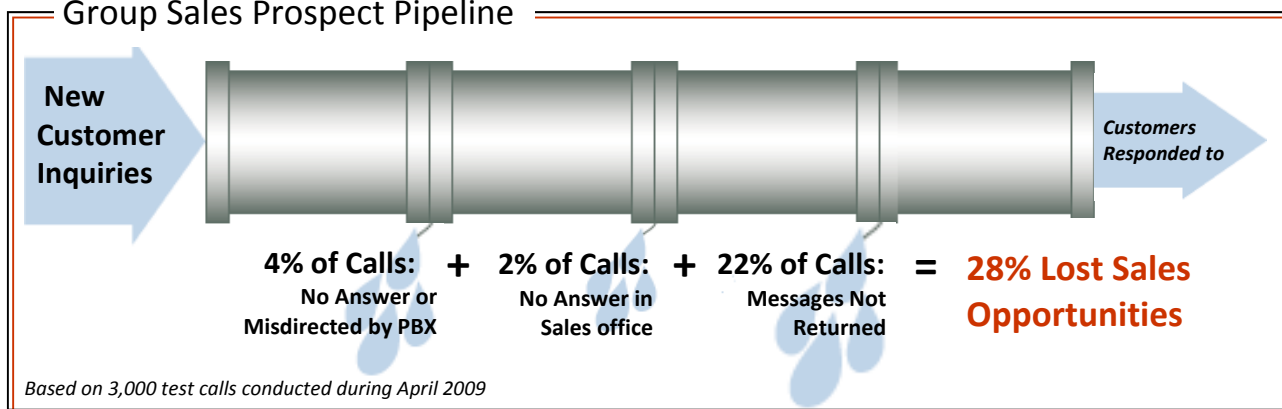 Group Sales Prospect Pipeline
New
Customer
Inquiries
Customers
Responded to
4% of Calls:
No Answer or
Misdirected by PBX
+
2% of Calls:
No Answer in
Sales office
+
22% of Calls:
Messages Not
Returned
=
28% Lost Sales
Opportunities
Based on 3,000 test calls conducted during April 2009